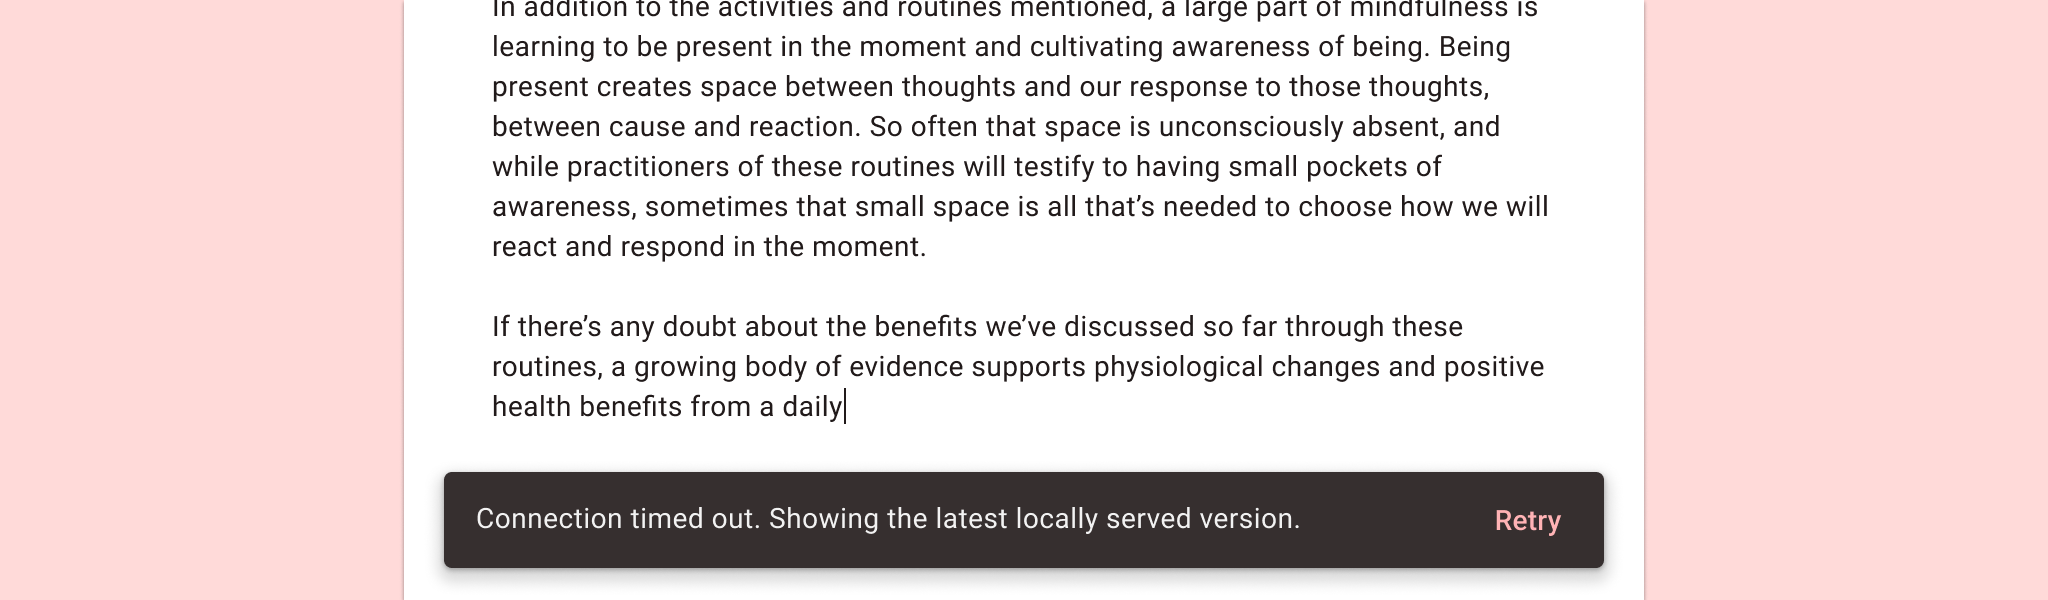 In addition to the activities and routines mentioned, a large part of mindfulness is
learning to be present in the moment and cultivating awareness of being. Being
present creates space between thoughts and our response to those thoughts,
between cause and reaction. So often that space is unconsciously absent, and
while practitioners of these routines will testify to having small pockets of
awareness, sometimes that small space is all that’s needed to choose how we will
react and respond in the moment.
If there’s any doubt about the benefits we’ve discussed so far through these
routines, a growing body of evidence supports physiological changes and positive
health benefits from a daily
Connection timed out. Showing the latest locally served version.
Retry